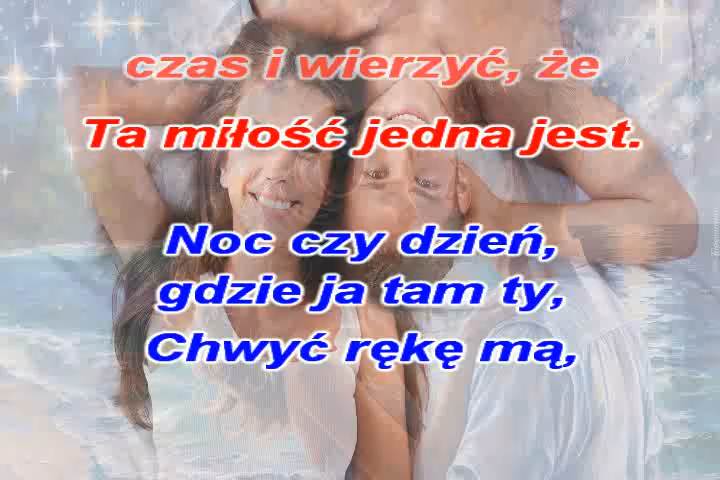 czas i wierzyć, że
Ta miłość jedna jest.
Noc czy dzień,
gdzie ja tam ty,
Chwyć rękę mą,